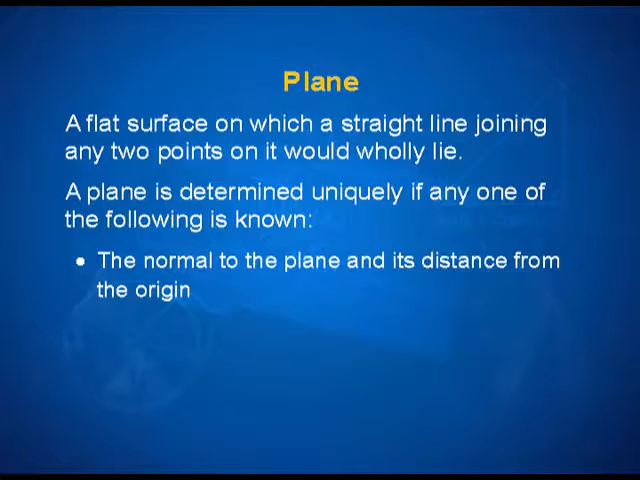 Plane
A flat surface on which a straight line joining
any two points on it would wholly lie.
A plane is determined uniquely if any one of
the following is known:
• The normal to the plane and its distance from
the origin